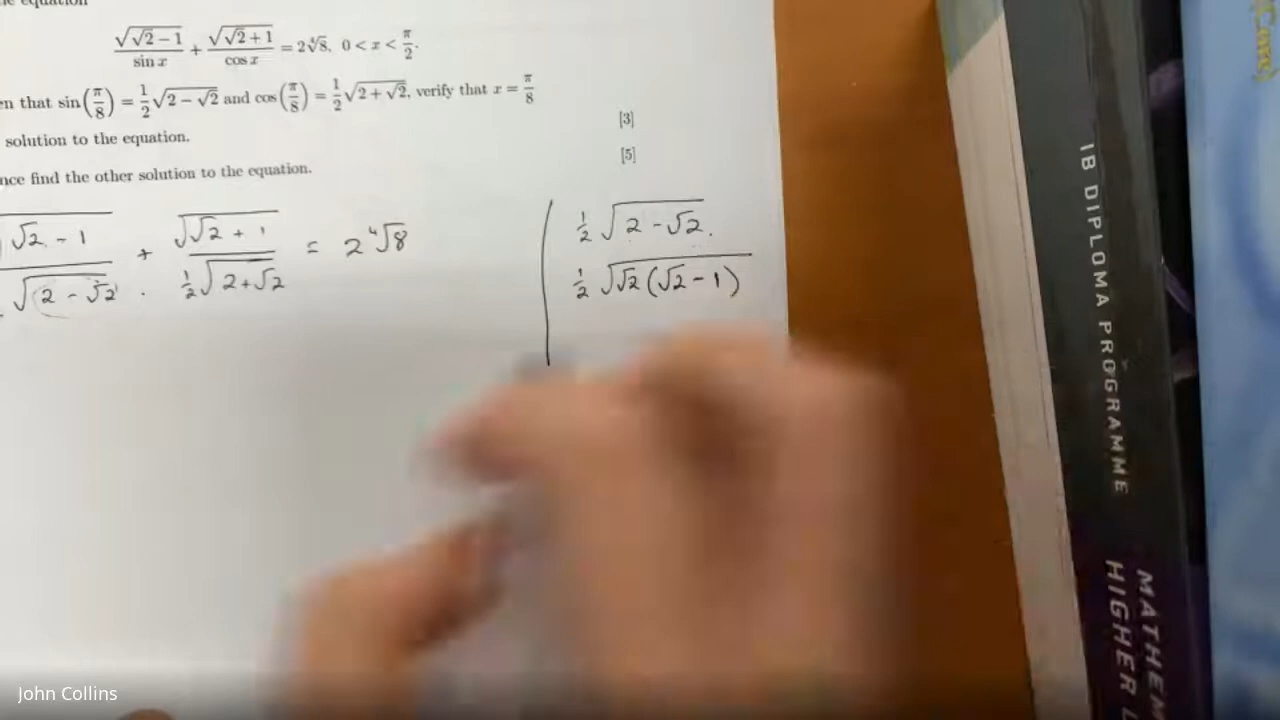 he equation
√(√2−1)/sin x + √(√2+1)/cos x = 2∜8, 0 < x < π/2.
en that sin(π/8) = 1/2 √(2−√2) and cos(π/8) = 1/2 √(2+√2), verify that x = π/8
solution to the equation.
[3]
nce find the other solution to the equation.
[5]
√2 - 1 / √(2 - √2) + √(√2 + 1) / 1/2 √(2+√2) = 2 ∜8
1/2 √(2 - √2).
1/2 √(√2 (√2 - 1))
IB DIPLOMA PROGRAMME
MATHEM
HIGHER L
John Collins